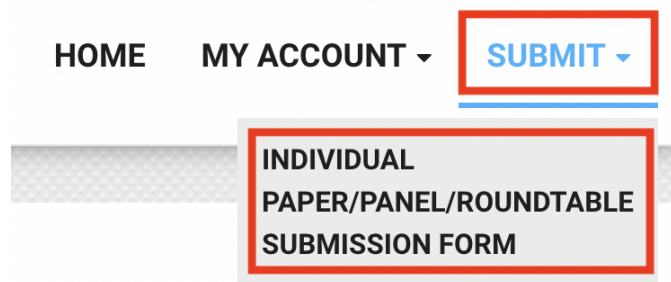 HOME MY ACCOUNT SUBMIT
INDIVIDUAL
PAPER/PANEL/ROUNDTABLE
SUBMISSION FORM